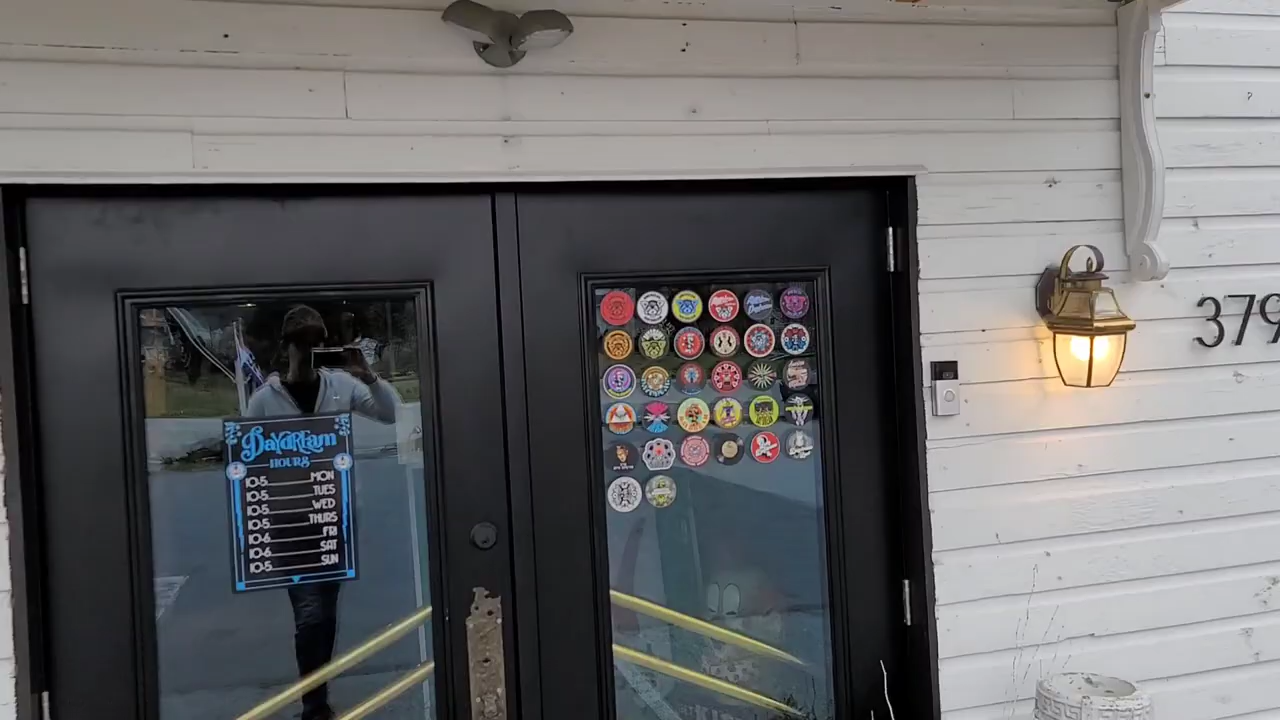 DaYDReam
HOURS
10-5 MON
10-5 TUES
10-5 WED
10-5 THURS
10-6 FRI
10-6 SAT
10-5 SUN
379